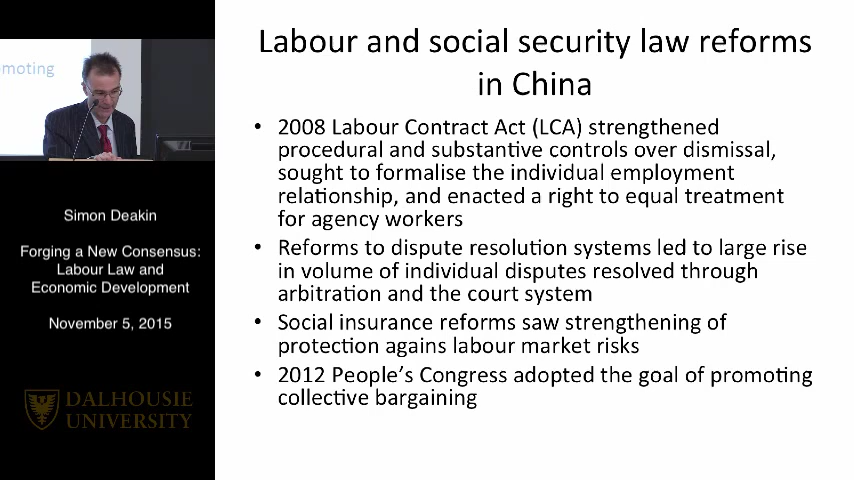 Labour and social security law reforms
in China
• 2008 Labour Contract Act (LCA) strengthened
procedural and substantive controls over dismissal,
sought to formalise the individual employment
relationship, and enacted a right to equal treatment
for agency workers
• Reforms to dispute resolution systems led to large rise
in volume of individual disputes resolved through
arbitration and the court system
• Social insurance reforms saw strengthening of
protection agains labour market risks
• 2012 People's Congress adopted the goal of promoting
collective bargaining
moting
Simon Deakin
Forging a New Consensus:
Labour Law and
Economic Development
November 5, 2015
DALHOUSIE
UNIVERSITY